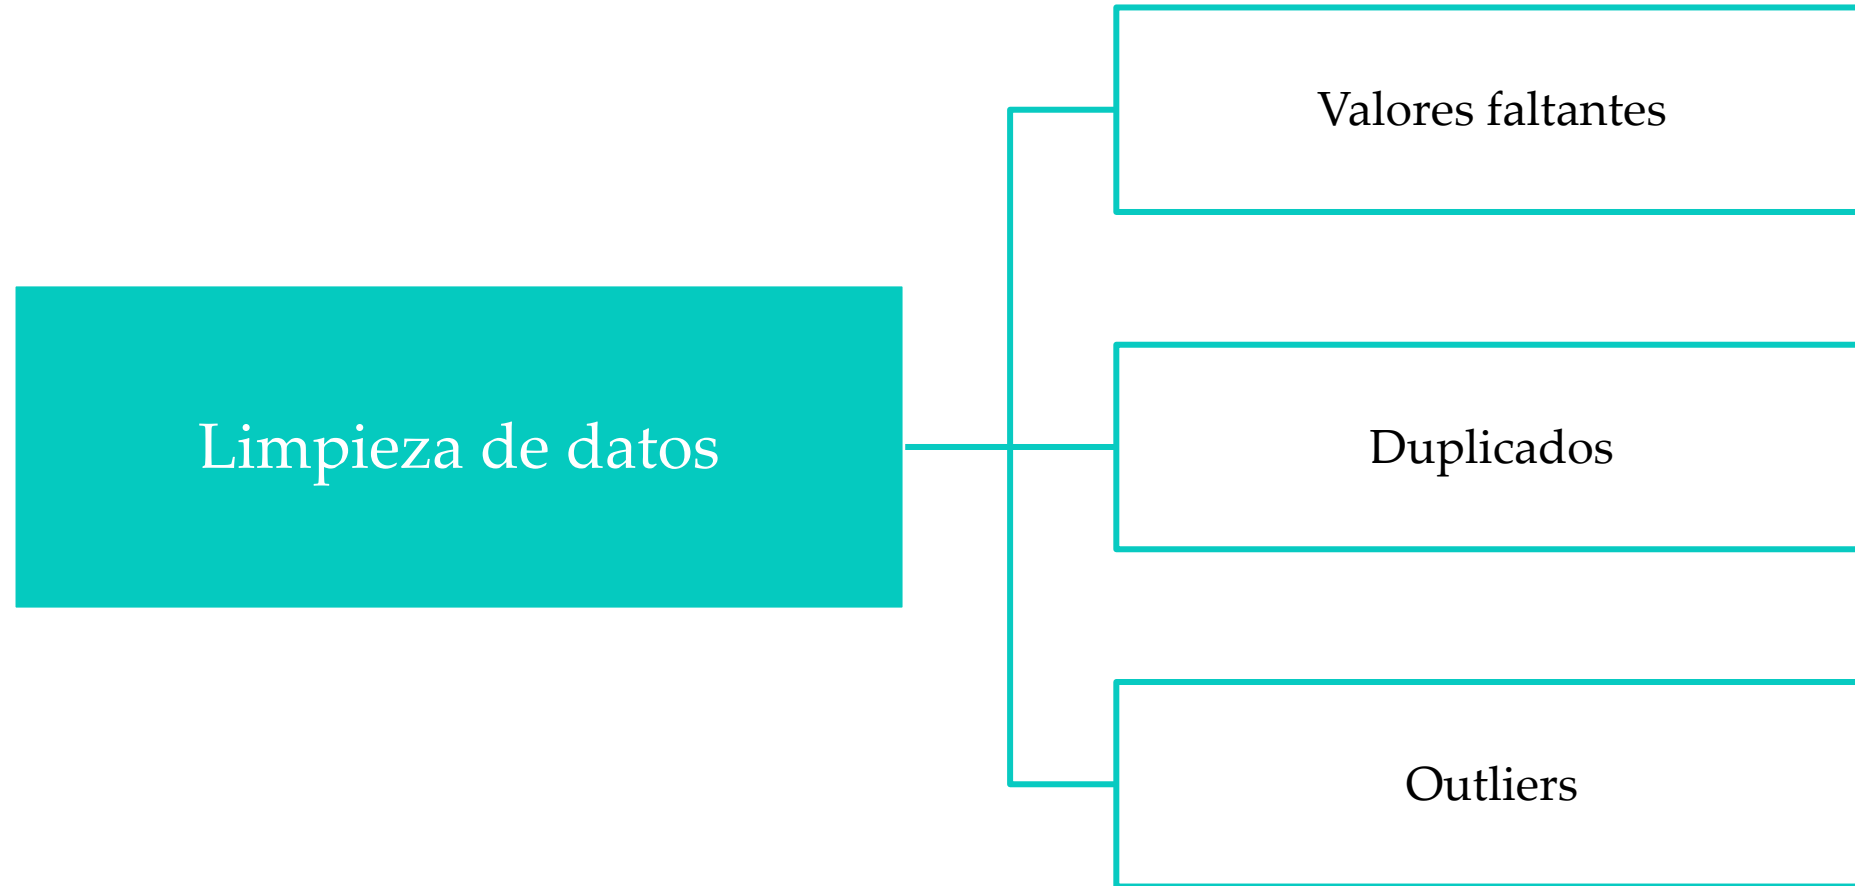 Valores faltantes
Limpieza de datos
Duplicados
Outliers